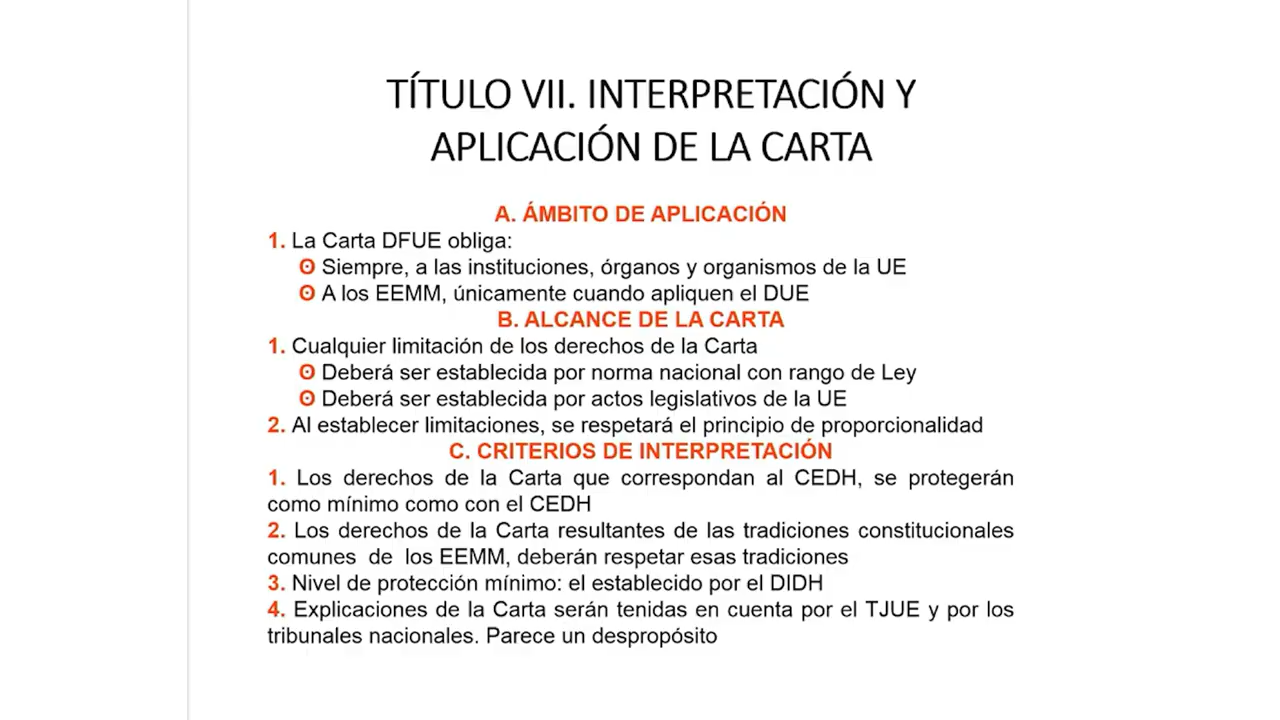 TÍTULO VII. INTERPRETACIÓN Y
APLICACIÓN DE LA CARTA
A. ÁMBITO DE APLICACIÓN
1. La Carta DFUE obliga:
ʘ Siempre, a las instituciones, órganos y organismos de la UE
ʘ A los EEMM, únicamente cuando apliquen el DUE
B. ALCANCE DE LA CARTA
1. Cualquier limitación de los derechos de la Carta
ʘ Deberá ser establecida por norma nacional con rango de Ley
ʘ Deberá ser establecida por actos legislativos de la UE
2. Al establecer limitaciones, se respetará el principio de proporcionalidad
C. CRITERIOS DE INTERPRETACIÓN
1. Los derechos de la Carta que correspondan al CEDH, se protegerán
como mínimo como con el CEDH
2. Los derechos de la Carta resultantes de las tradiciones constitucionales
comunes de los EEMM, deberán respetar esas tradiciones
3. Nivel de protección mínimo: el establecido por el DIDH
4. Explicaciones de la Carta serán tenidas en cuenta por el TJUE y por los
tribunales nacionales. Parece un despropósito